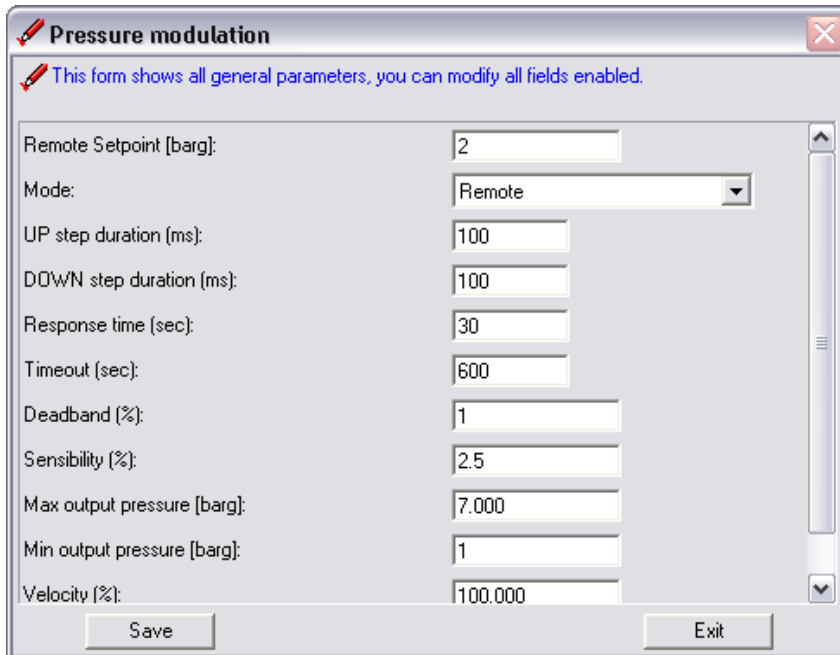 Pressure modulation
This form shows all general parameters, you can modify all fields enabled.
Remote Setpoint [barg]: 2
Mode: Remote
UP step duration (ms): 100
DOWN step duration (ms): 100
Response time (sec): 30
Timeout (sec): 600
Deadband (%): 1
Sensibility (%): 2.5
Max output pressure [barg]: 7.000
Min output pressure [barg]: 1
Velocity (%): 100.000
Save Exit